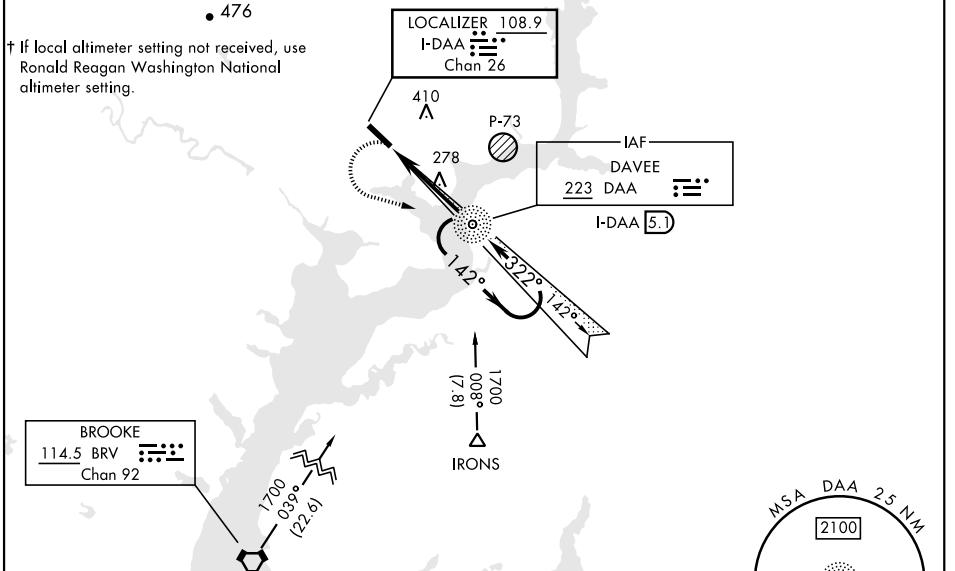 476
† If local altimeter setting not received, use
Ronald Reagan Washington National
altimeter setting.
LOCALIZER 108.9
I-DAA
Chan 26
410
P-73
278
IAF
DAVEE
223 DAA
I-DAA 5.1
142°
322°
142°
1700
008°
(7.8)
IRONS
BROOKE
114.5 BRV
Chan 92
1700
039°
(22.6)
MSA DAA 25 NM
2100